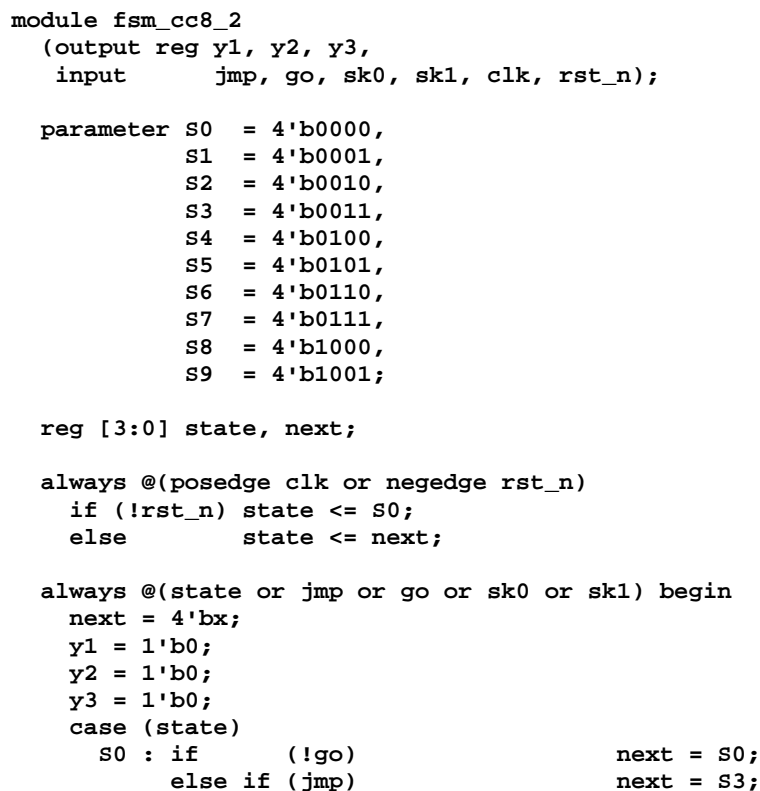 module fsm_cc8_2
  (output reg y1, y2, y3,
   input      jmp, go, sk0, sk1, clk, rst_n);

  parameter S0  = 4'b0000,
            S1  = 4'b0001,
            S2  = 4'b0010,
            S3  = 4'b0011,
            S4  = 4'b0100,
            S5  = 4'b0101,
            S6  = 4'b0110,
            S7  = 4'b0111,
            S8  = 4'b1000,
            S9  = 4'b1001;

  reg [3:0] state, next;

  always @(posedge clk or negedge rst_n)
    if (!rst_n) state <= S0;
    else        state <= next;

  always @(state or jmp or go or sk0 or sk1) begin
    next = 4'bx;
    y1 = 1'b0;
    y2 = 1'b0;
    y3 = 1'b0;
    case (state)
      S0 : if      (!go)                next = S0;
           else if (jmp)                next = S3;